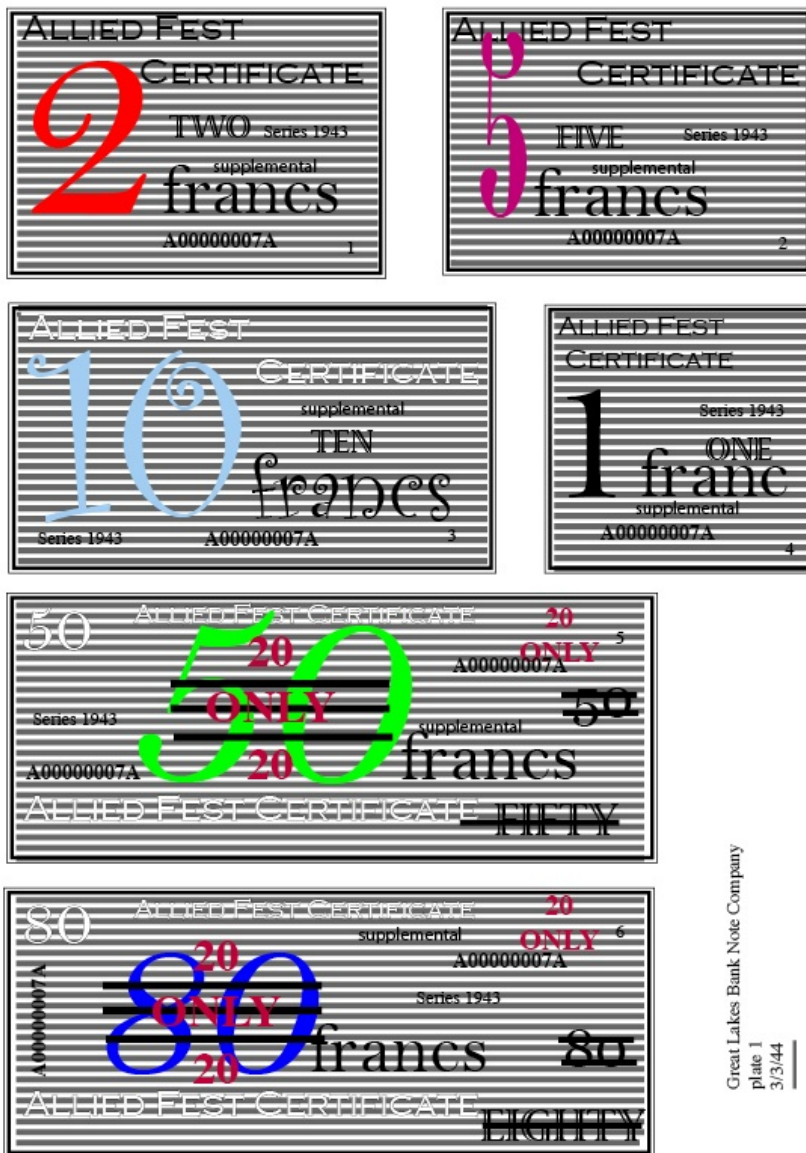 ALLIED FEST
CERTIFICATE
2
TWO Series 1943
supplemental
francs
A00000007A 1
ALLIED FEST
CERTIFICATE
5
FIVE Series 1943
supplemental
francs
A00000007A 2
ALLIED FEST
CERTIFICATE
10
supplemental
TEN
francs
Series 1943 A00000007A 3
ALLIED FEST
CERTIFICATE
1
Series 1943
ONE
franc
supplemental
A00000007A
4
50 ALLIED FEST CERTIFICATE
20
ONLY
5
A00000007A
50
20
ONLY
20
50
Series 1943
supplemental
francs
A00000007A
ALLIED FEST CERTIFICATE
FIFTY
80 ALLIED FEST CERTIFICATE
20
ONLY
6
supplemental
A00000007A
A00000007A
80
20
ONLY
20
Series 1943
francs
80
ALLIED FEST CERTIFICATE
EIGHTY
Great Lakes Bank Note Company
plate 1
3/3/44